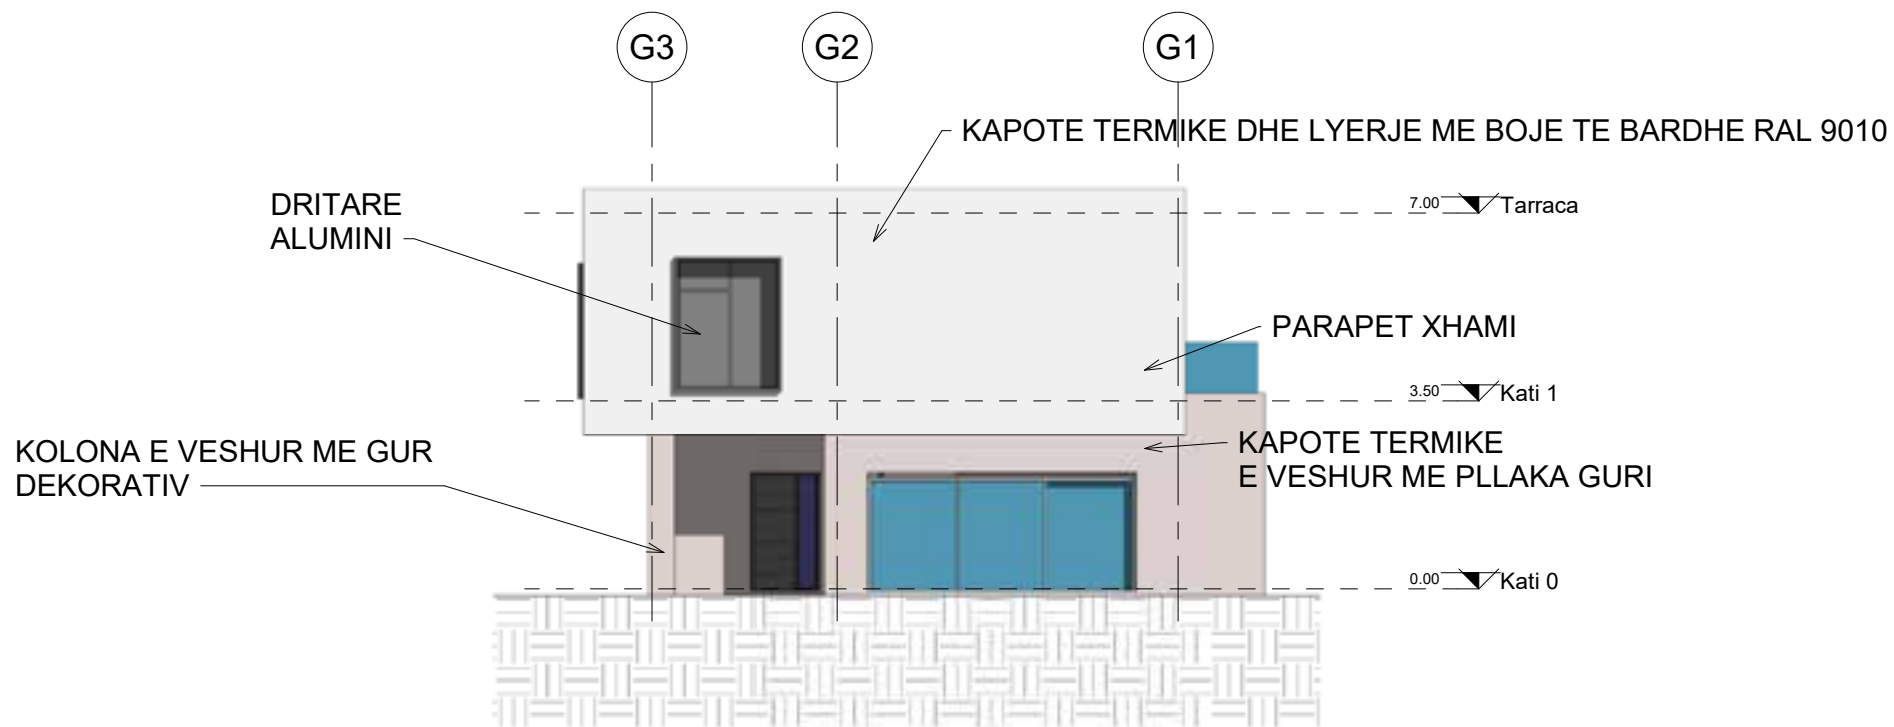 G3
G2
G1
KAPOTE TERMIKE DHE LYERJE ME BOJE TE BARDHE RAL 9010
DRITARE
ALUMINI
7.00 Tarraca
PARAPET XHAMI
3.50 Kati 1
KOLONA E VESHUR ME GUR
DEKORATIV
KAPOTE TERMIKE
E VESHUR ME PLLAKA GURI
0.00 Kati 0